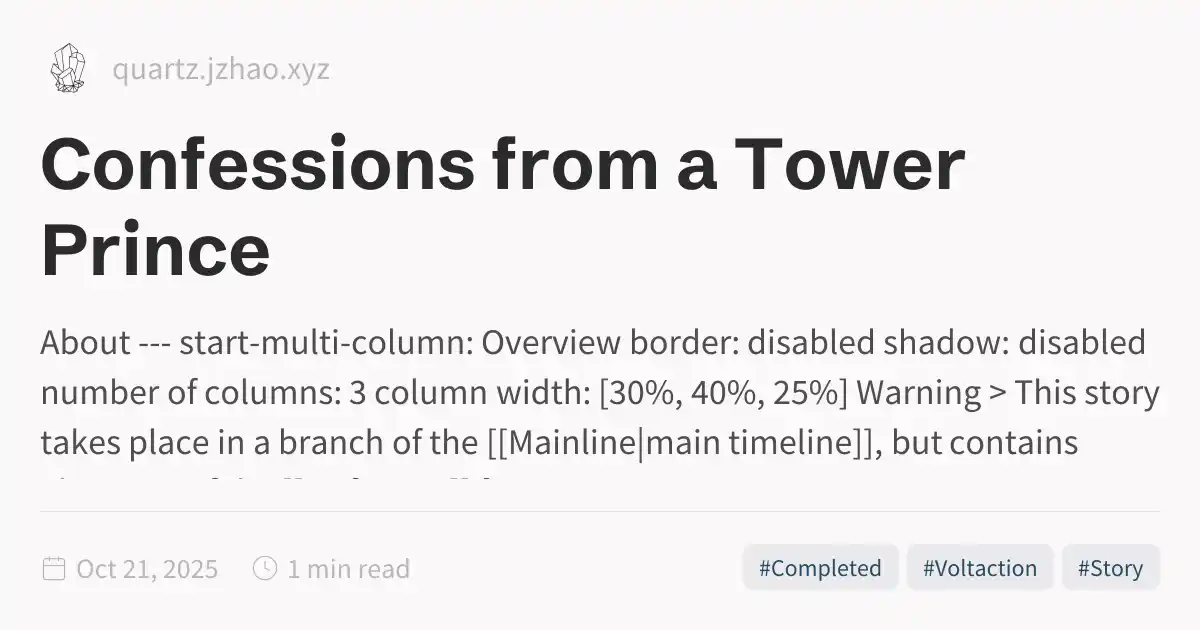 quartz.jzhao.xyz
Confessions from a Tower
Prince
About --- start-multi-column: Overview border: disabled shadow: disabled
number of columns: 3 column width: [30%, 40%, 25%] Warning > This story
takes place in a branch of the [[Mainline|main timeline]], but contains
Oct 21, 2025
1 min read
#Completed
#Voltaction
#Story